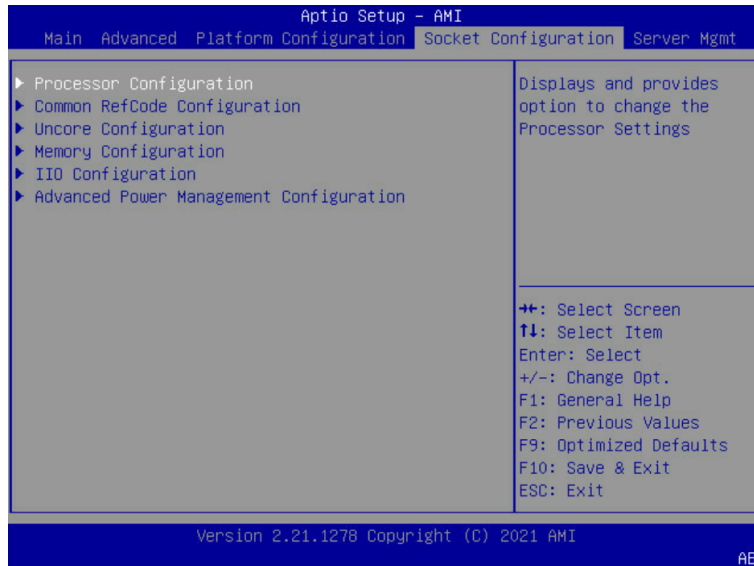 Aptio Setup – AMI
Main Advanced Platform Configuration Socket Configuration Server Mgmt
Processor Configuration
Common RefCode Configuration
Uncore Configuration
Memory Configuration
IIO Configuration
Advanced Power Management Configuration
Displays and provides
option to change the
Processor Settings
→←: Select Screen
↑↓: Select Item
Enter: Select
+/-: Change Opt.
F1: General Help
F2: Previous Values
F9: Optimized Defaults
F10: Save & Exit
ESC: Exit
Version 2.21.1278 Copyright (C) 2021 AMI